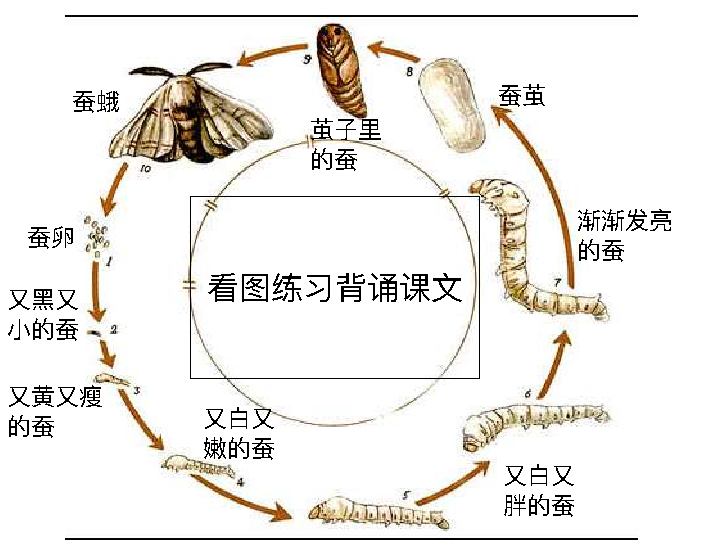 9
8
蚕蛾
蚕茧
茧子里
的蚕
10
渐渐发亮
的蚕
蚕卵
1
7
看图练习背诵课文
又黑又
小的蚕
2
又黄又瘦
的蚕
3
6
又白又
嫩的蚕
4
又白又
胖的蚕
5